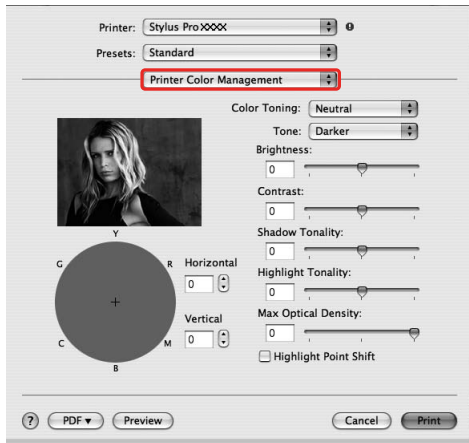 Printer: Stylus Pro XXXX
Presets: Standard
Printer Color Management
Color Toning: Neutral
Tone: Darker
Brightness:
0
Contrast:
0
Shadow Tonality:
0
Highlight Tonality:
0
Max Optical Density:
0
Highlight Point Shift
Y
G R
C M
B
Horizontal
0
Vertical
0
? PDF▼ Preview Cancel Print